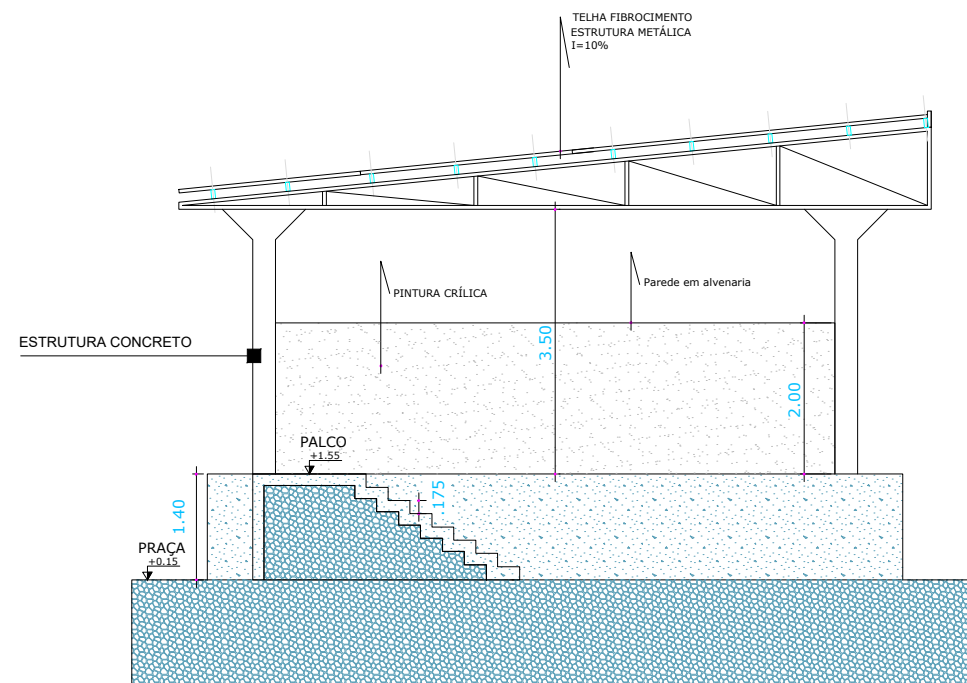 TELHA FIBROCIMENTO
ESTRUTURA METÁLICA
I=10%
PINTURA CRÍLICA
Parede em alvenaria
ESTRUTURA CONCRETO
3.50
2.00
PALCO
+1.55
175
1.40
PRAÇA
+0.15